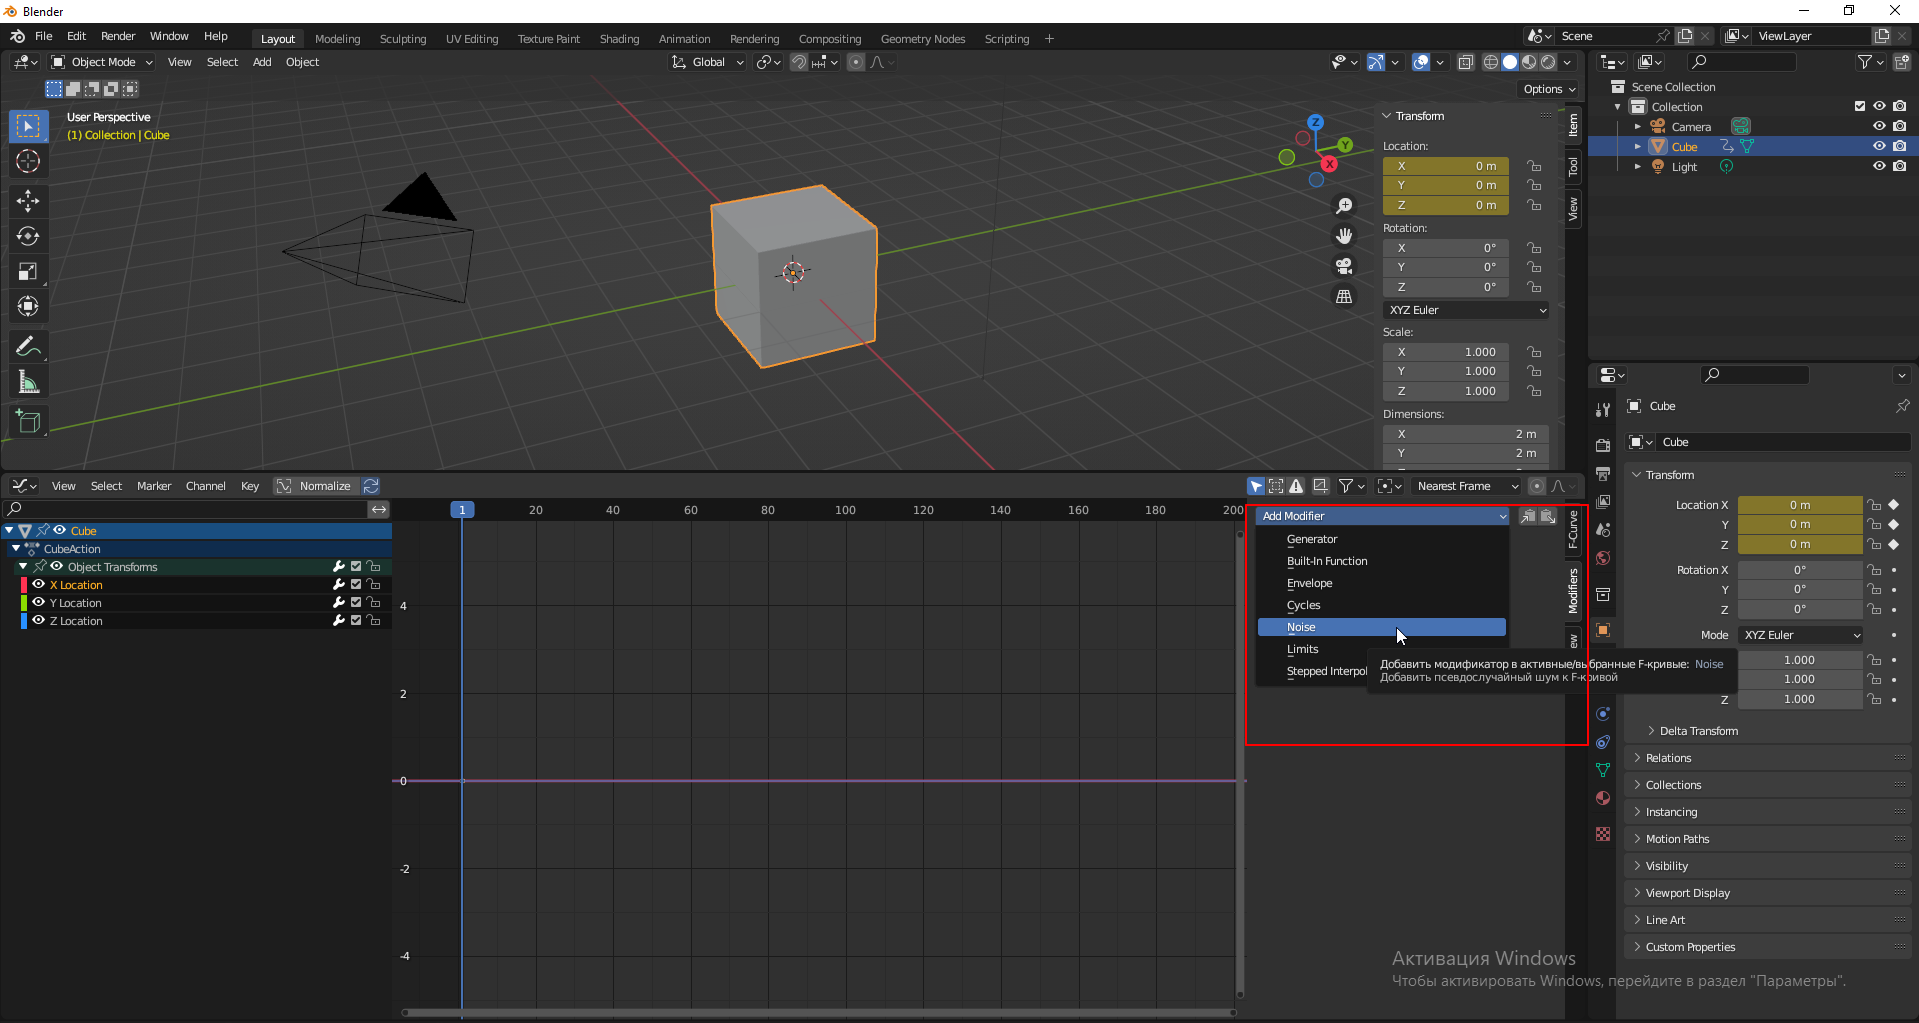 Blender
File Edit Render Window Help Layout Modeling Sculpting UV Editing Texture Paint Shading Animation Rendering Compositing Geometry Nodes Scripting + Scene ViewLayer
Object Mode View Select Add Object Global
Options
User Perspective
(1) Collection | Cube
Z
Y
X
Transform
Location:
X 0 m
Y 0 m
Z 0 m
Rotation:
X 0°
Y 0°
Z 0°
XYZ Euler
Scale:
X 1.000
Y 1.000
Z 1.000
Dimensions:
X 2 m
Y 2 m
Item
Tool
View
Scene Collection
Collection
Camera
Cube
Light
Cube
Cube
Transform
Location X 0 m
Y 0 m
Z 0 m
Rotation X 0°
Y 0°
Z 0°
Mode XYZ Euler
1.000
1.000
Z 1.000
Delta Transform
Relations
Collections
Instancing
Motion Paths
Visibility
Viewport Display
Line Art
Custom Properties
View Select Marker Channel Key Normalize Nearest Frame
1 20 40 60 80 100 120 140 160 180 200
Cube
CubeAction
Object Transforms
X Location
Y Location
Z Location
4
2
0
-2
-4
Add Modifier
Generator
Built-In Function
Envelope
Cycles
Noise
Limits
Stepped Interpol
F-Curve
Modifiers
ew
Добавить модификатор в активные/выбранные F-кривые: Noise
Добавить псевдослучайный шум к F-кривой
Активация Windows
Чтобы активировать Windows, перейдите в раздел "Параметры".